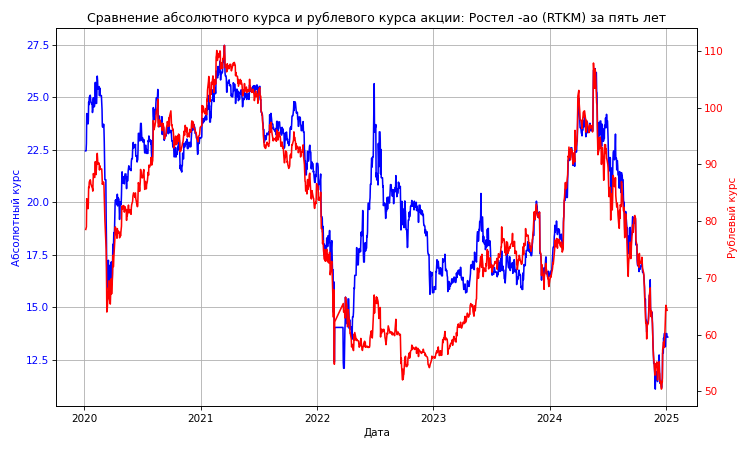 Сравнение абсолютного курса и рублевого курса акции: Ростел -ао (RTKM) за пять лет
27.5
25.0
22.5
20.0
17.5
15.0
12.5
Абсолютный курс
110
100
90
80
70
60
50
Рублевый курс
2020 2021 2022 2023 2024 2025
Дата